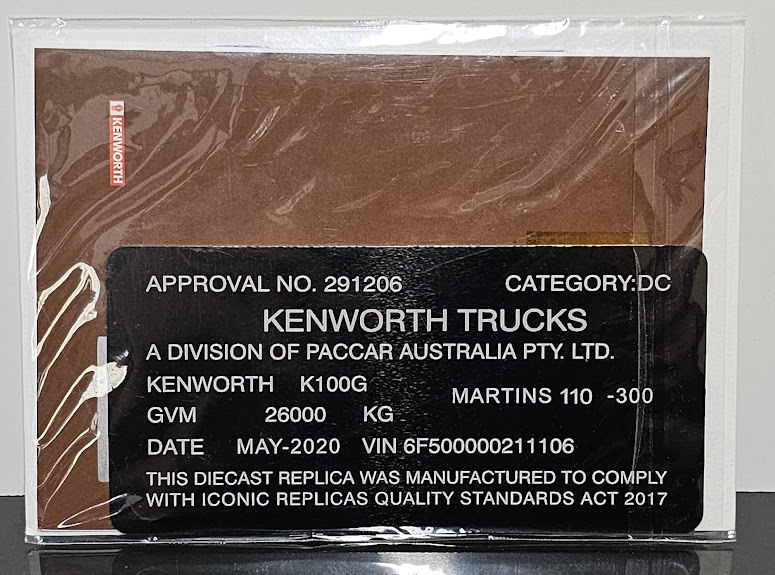 KENWORTH
APPROVAL NO. 291206 CATEGORY:DC
KENWORTH TRUCKS
A DIVISION OF PACCAR AUSTRALIA PTY. LTD.
KENWORTH K100G
MARTINS 110 -300
GVM 26000 KG
DATE MAY-2020 VIN 6F500000211106
THIS DIECAST REPLICA WAS MANUFACTURED TO COMPLY
WITH ICONIC REPLICAS QUALITY STANDARDS ACT 2017